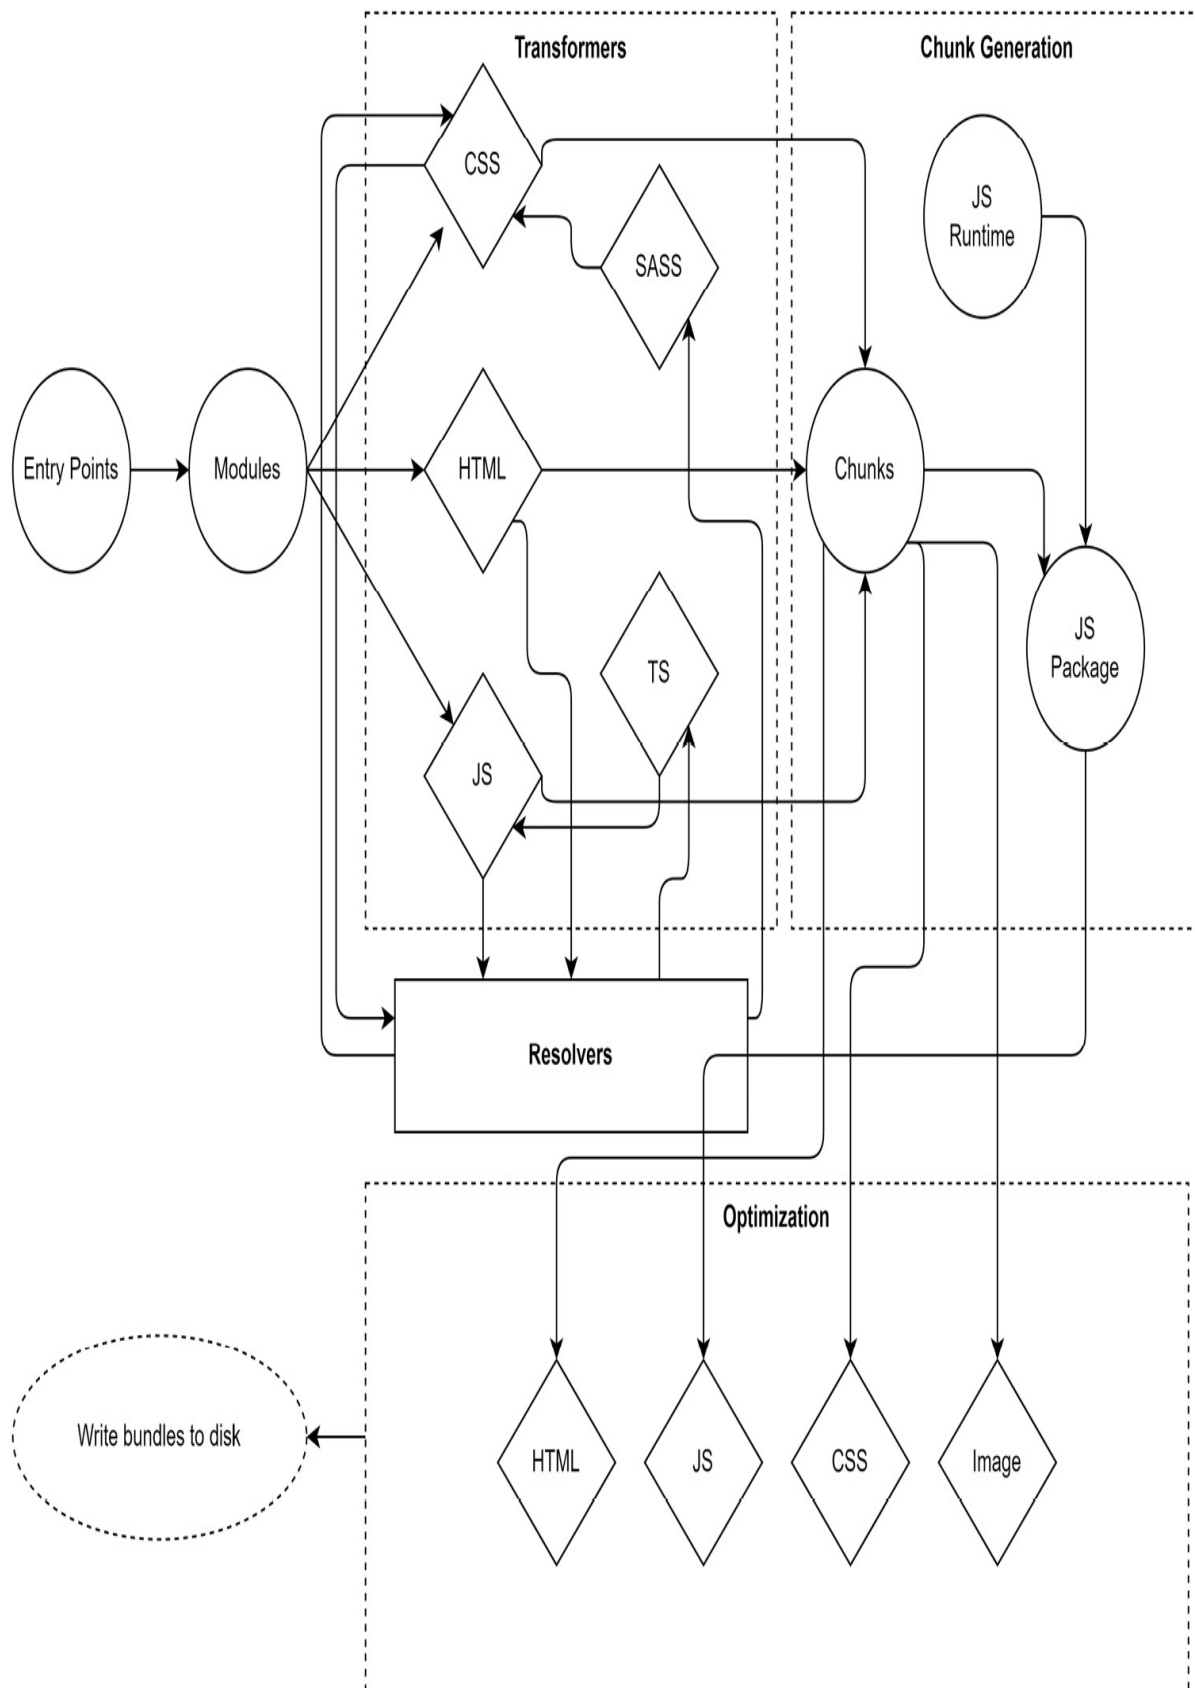 Transformers
Chunk Generation
CSS
JS
Runtime
SASS
Entry Points
Modules
HTML
Chunks
JS
Package
TS
JS
Resolvers
Optimization
Write bundles to disk
HTML
JS
CSS
Image